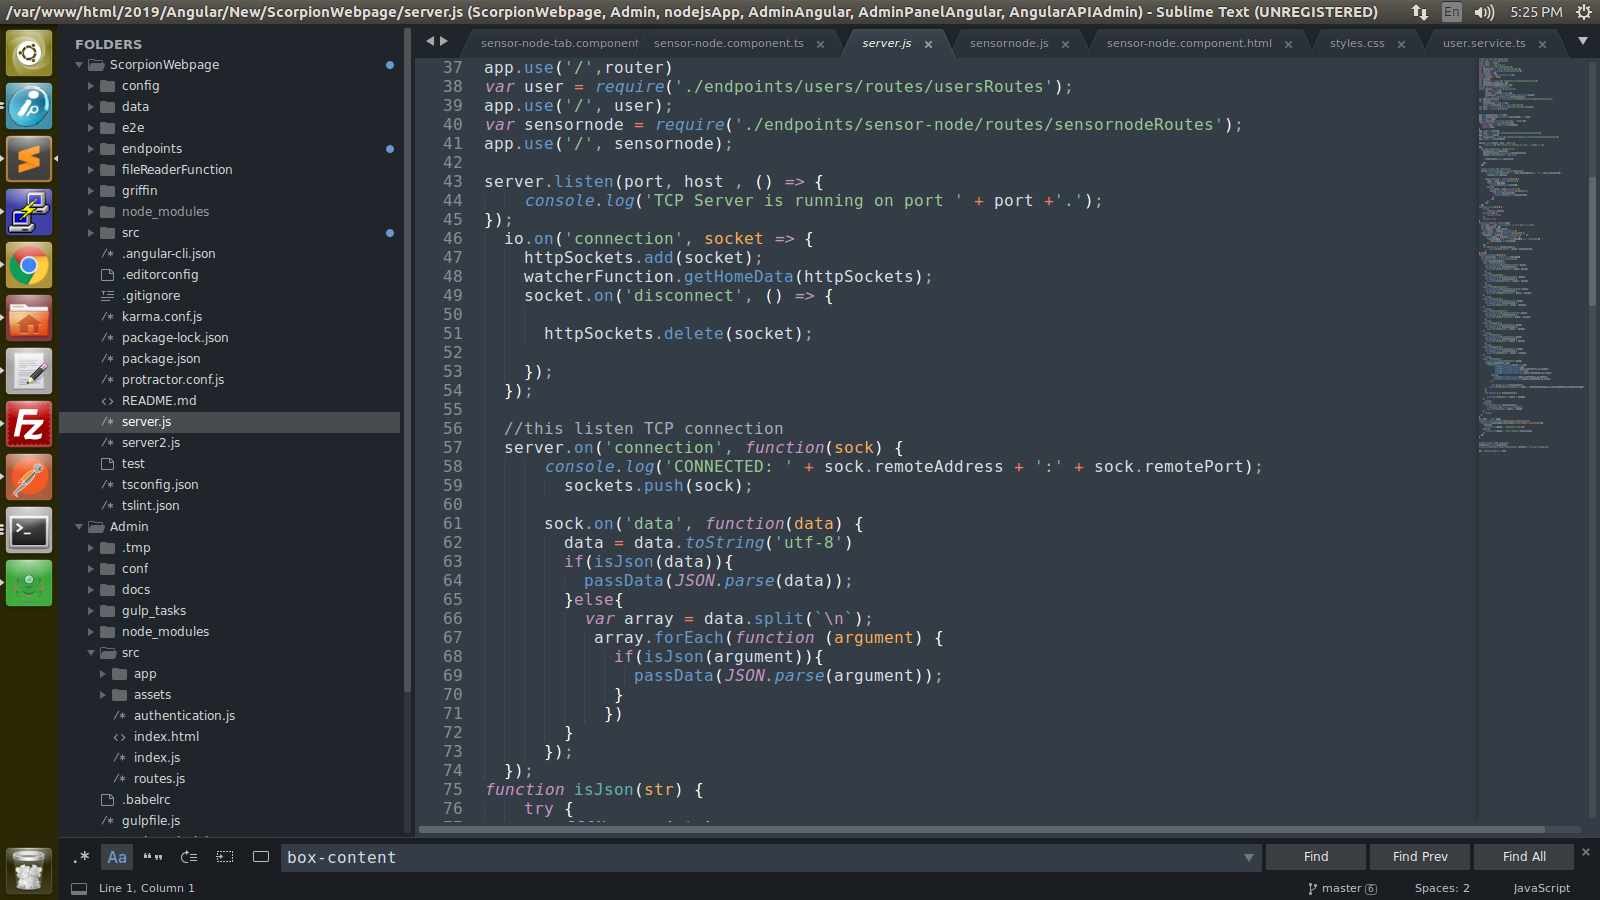 /var/www/html/2019/Angular/New/ScorpionWebpage/server.js (ScorpionWebpage, Admin, nodejsApp, AdminAngular, AdminPanelAngular, AngularAPIAdmin) - Sublime Text (UNREGISTERED)
En
5:25 PM
FOLDERS
ScorpionWebpage
config
data
e2e
endpoints
fileReaderFunction
griffin
node_modules
src
/* .angular-cli.json
.editorconfig
.gitignore
/* karma.conf.js
/* package-lock.json
/* package.json
/* protractor.conf.js
<> README.md
/* server.js
/* server2.js
test
/* tsconfig.json
/* tslint.json
Admin
.tmp
conf
docs
gulp_tasks
node_modules
src
app
assets
/* authentication.js
<> index.html
/* index.js
/* routes.js
.babelrc
/* gulpfile.js
sensor-node-tab.component
sensor-node.component.ts ×
server.js ×
sensornode.js ×
sensor-node.component.html ×
styles.css ×
user.service.ts ×
37 app.use('/',router)
38 var user = require('./endpoints/users/routes/usersRoutes');
39 app.use('/', user);
40 var sensornode = require('./endpoints/sensor-node/routes/sensornodeRoutes');
41 app.use('/', sensornode);
42
43 server.listen(port, host , () => {
44     console.log('TCP Server is running on port ' + port +'.');
45 });
46   io.on('connection', socket => {
47     httpSockets.add(socket);
48     watcherFunction.getHomeData(httpSockets);
49     socket.on('disconnect', () => {
50
51       httpSockets.delete(socket);
52
53     });
54   });
55
56   //this listen TCP connection
57   server.on('connection', function(sock) {
58       console.log('CONNECTED: ' + sock.remoteAddress + ':' + sock.remotePort);
59         sockets.push(sock);
60
61       sock.on('data', function(data) {
62         data = data.toString('utf-8')
63         if(isJson(data)){
64           passData(JSON.parse(data));
65         }else{
66           var array = data.split(`\n`);
67            array.forEach(function (argument) {
68              if(isJson(argument)){
69                passData(JSON.parse(argument));
70              }
71             })
72         }
73       });
74   });
75 function isJson(str) {
76     try {
.*
Aa
“”
box-content
Find
Find Prev
Find All
×
Line 1, Column 1
master 6
Spaces: 2
JavaScript